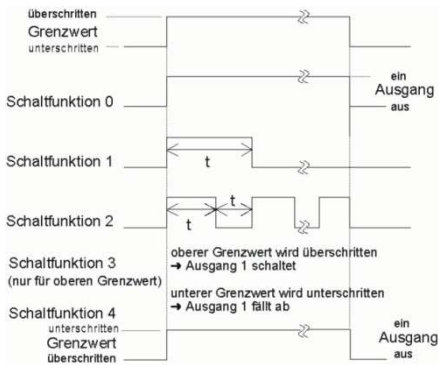 überschritten
Grenzwert
unterschritten
ein
Ausgang
aus
Schaltfunktion 0
Schaltfunktion 1
t
Schaltfunktion 2
t
t
Schaltfunktion 3
(nur für oberen Grenzwert)
oberer Grenzwert wird überschritten
➔ Ausgang 1 schaltet
unterer Grenzwert wird unterschritten
➔ Ausgang 1 fällt ab
Schaltfunktion 4
unterschritten
Grenzwert
überschritten
ein
Ausgang
aus